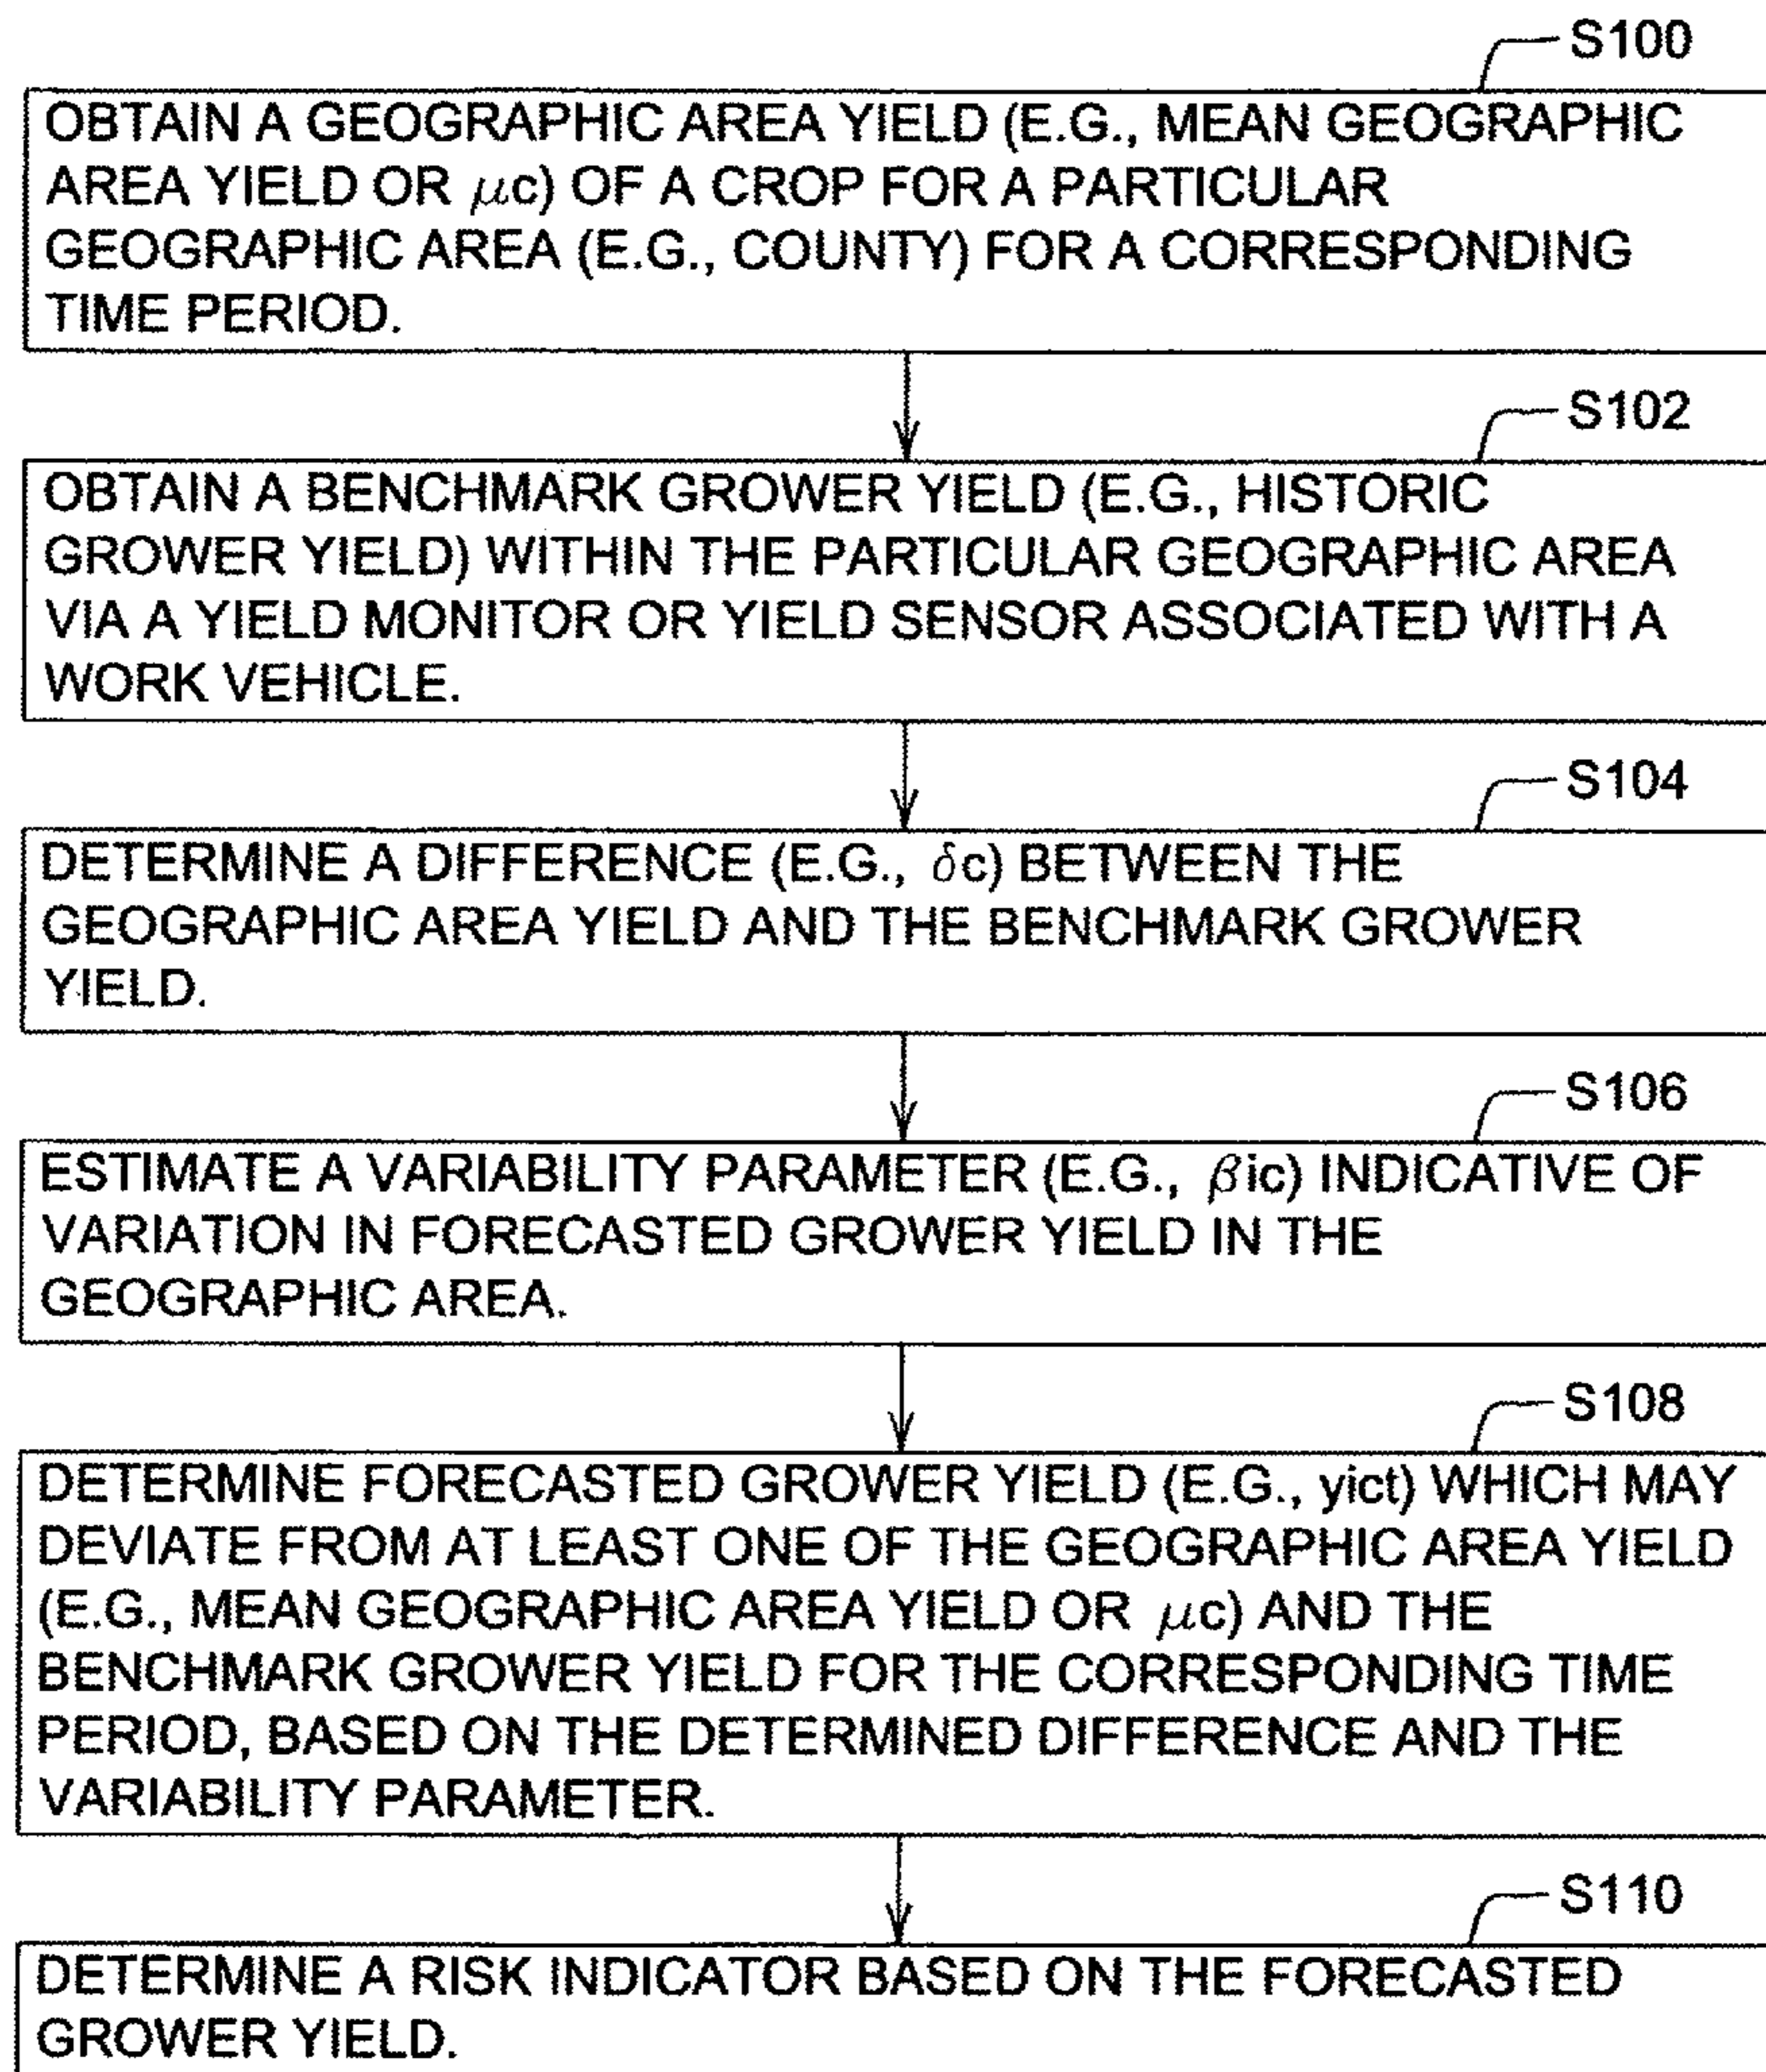 S100
OBTAIN A GEOGRAPHIC AREA YIELD (E.G., MEAN GEOGRAPHIC
AREA YIELD OR μc) OF A CROP FOR A PARTICULAR
GEOGRAPHIC AREA (E.G., COUNTY) FOR A CORRESPONDING
TIME PERIOD.
S102
OBTAIN A BENCHMARK GROWER YIELD (E.G., HISTORIC
GROWER YIELD) WITHIN THE PARTICULAR GEOGRAPHIC AREA
VIA A YIELD MONITOR OR YIELD SENSOR ASSOCIATED WITH A
WORK VEHICLE.
S104
DETERMINE A DIFFERENCE (E.G., δc) BETWEEN THE
GEOGRAPHIC AREA YIELD AND THE BENCHMARK GROWER
YIELD.
S106
ESTIMATE A VARIABILITY PARAMETER (E.G., βic) INDICATIVE OF
VARIATION IN FORECASTED GROWER YIELD IN THE
GEOGRAPHIC AREA.
S108
DETERMINE FORECASTED GROWER YIELD (E.G., yict) WHICH MAY
DEVIATE FROM AT LEAST ONE OF THE GEOGRAPHIC AREA YIELD
(E.G., MEAN GEOGRAPHIC AREA YIELD OR μc) AND THE
BENCHMARK GROWER YIELD FOR THE CORRESPONDING TIME
PERIOD, BASED ON THE DETERMINED DIFFERENCE AND THE
VARIABILITY PARAMETER.
S110
DETERMINE A RISK INDICATOR BASED ON THE FORECASTED
GROWER YIELD.